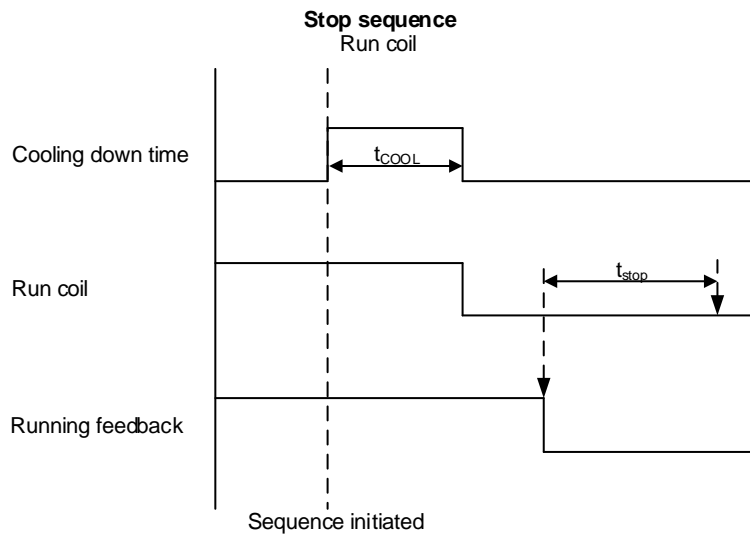 Stop sequence
Run coil
Cooling down time
tCOOL
Run coil
tstop
Running feedback
Sequence initiated